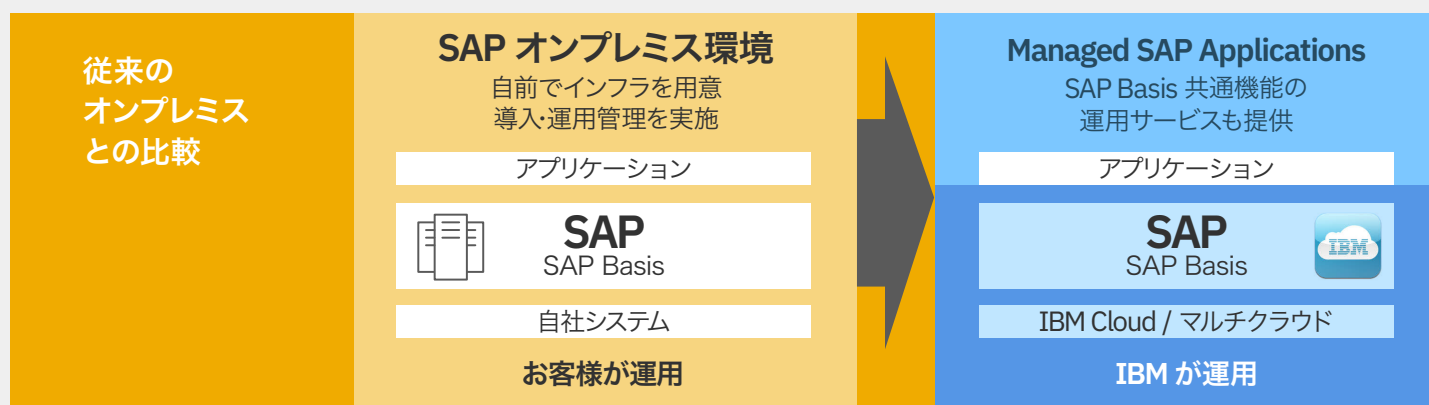 従来の
オンプレミス
との比較
SAP オンプレミス環境
自前でインフラを用意
導入・運用管理を実施
アプリケーション
SAP
SAP Basis
自社システム
お客様が運用
Managed SAP Applications
SAP Basis 共通機能の
運用サービスも提供
アプリケーション
SAP
SAP Basis
IBM
IBM Cloud / マルチクラウド
IBM が運用